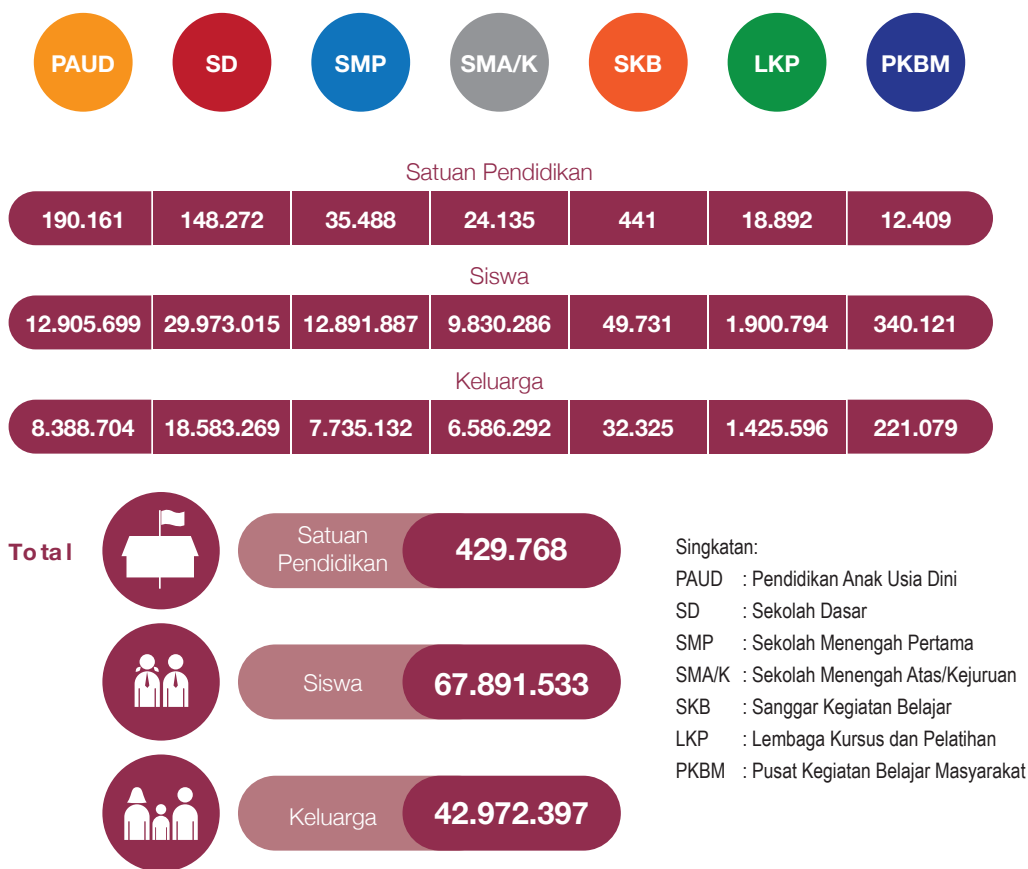 PAUD SD SMP SMA/K SKB LKP PKBM
Satuan Pendidikan
190.161 148.272 35.488 24.135 441 18.892 12.409
Siswa
12.905.699 29.973.015 12.891.887 9.830.286 49.731 1.900.794 340.121
Keluarga
8.388.704 18.583.269 7.735.132 6.586.292 32.325 1.425.596 221.079
Total
Satuan
Pendidikan
429.768
Siswa 67.891.533
Keluarga 42.972.397
Singkatan:
PAUD : Pendidikan Anak Usia Dini
SD : Sekolah Dasar
SMP : Sekolah Menengah Pertama
SMA/K : Sekolah Menengah Atas/Kejuruan
SKB : Sanggar Kegiatan Belajar
LKP : Lembaga Kursus dan Pelatihan
PKBM : Pusat Kegiatan Belajar Masyarakat